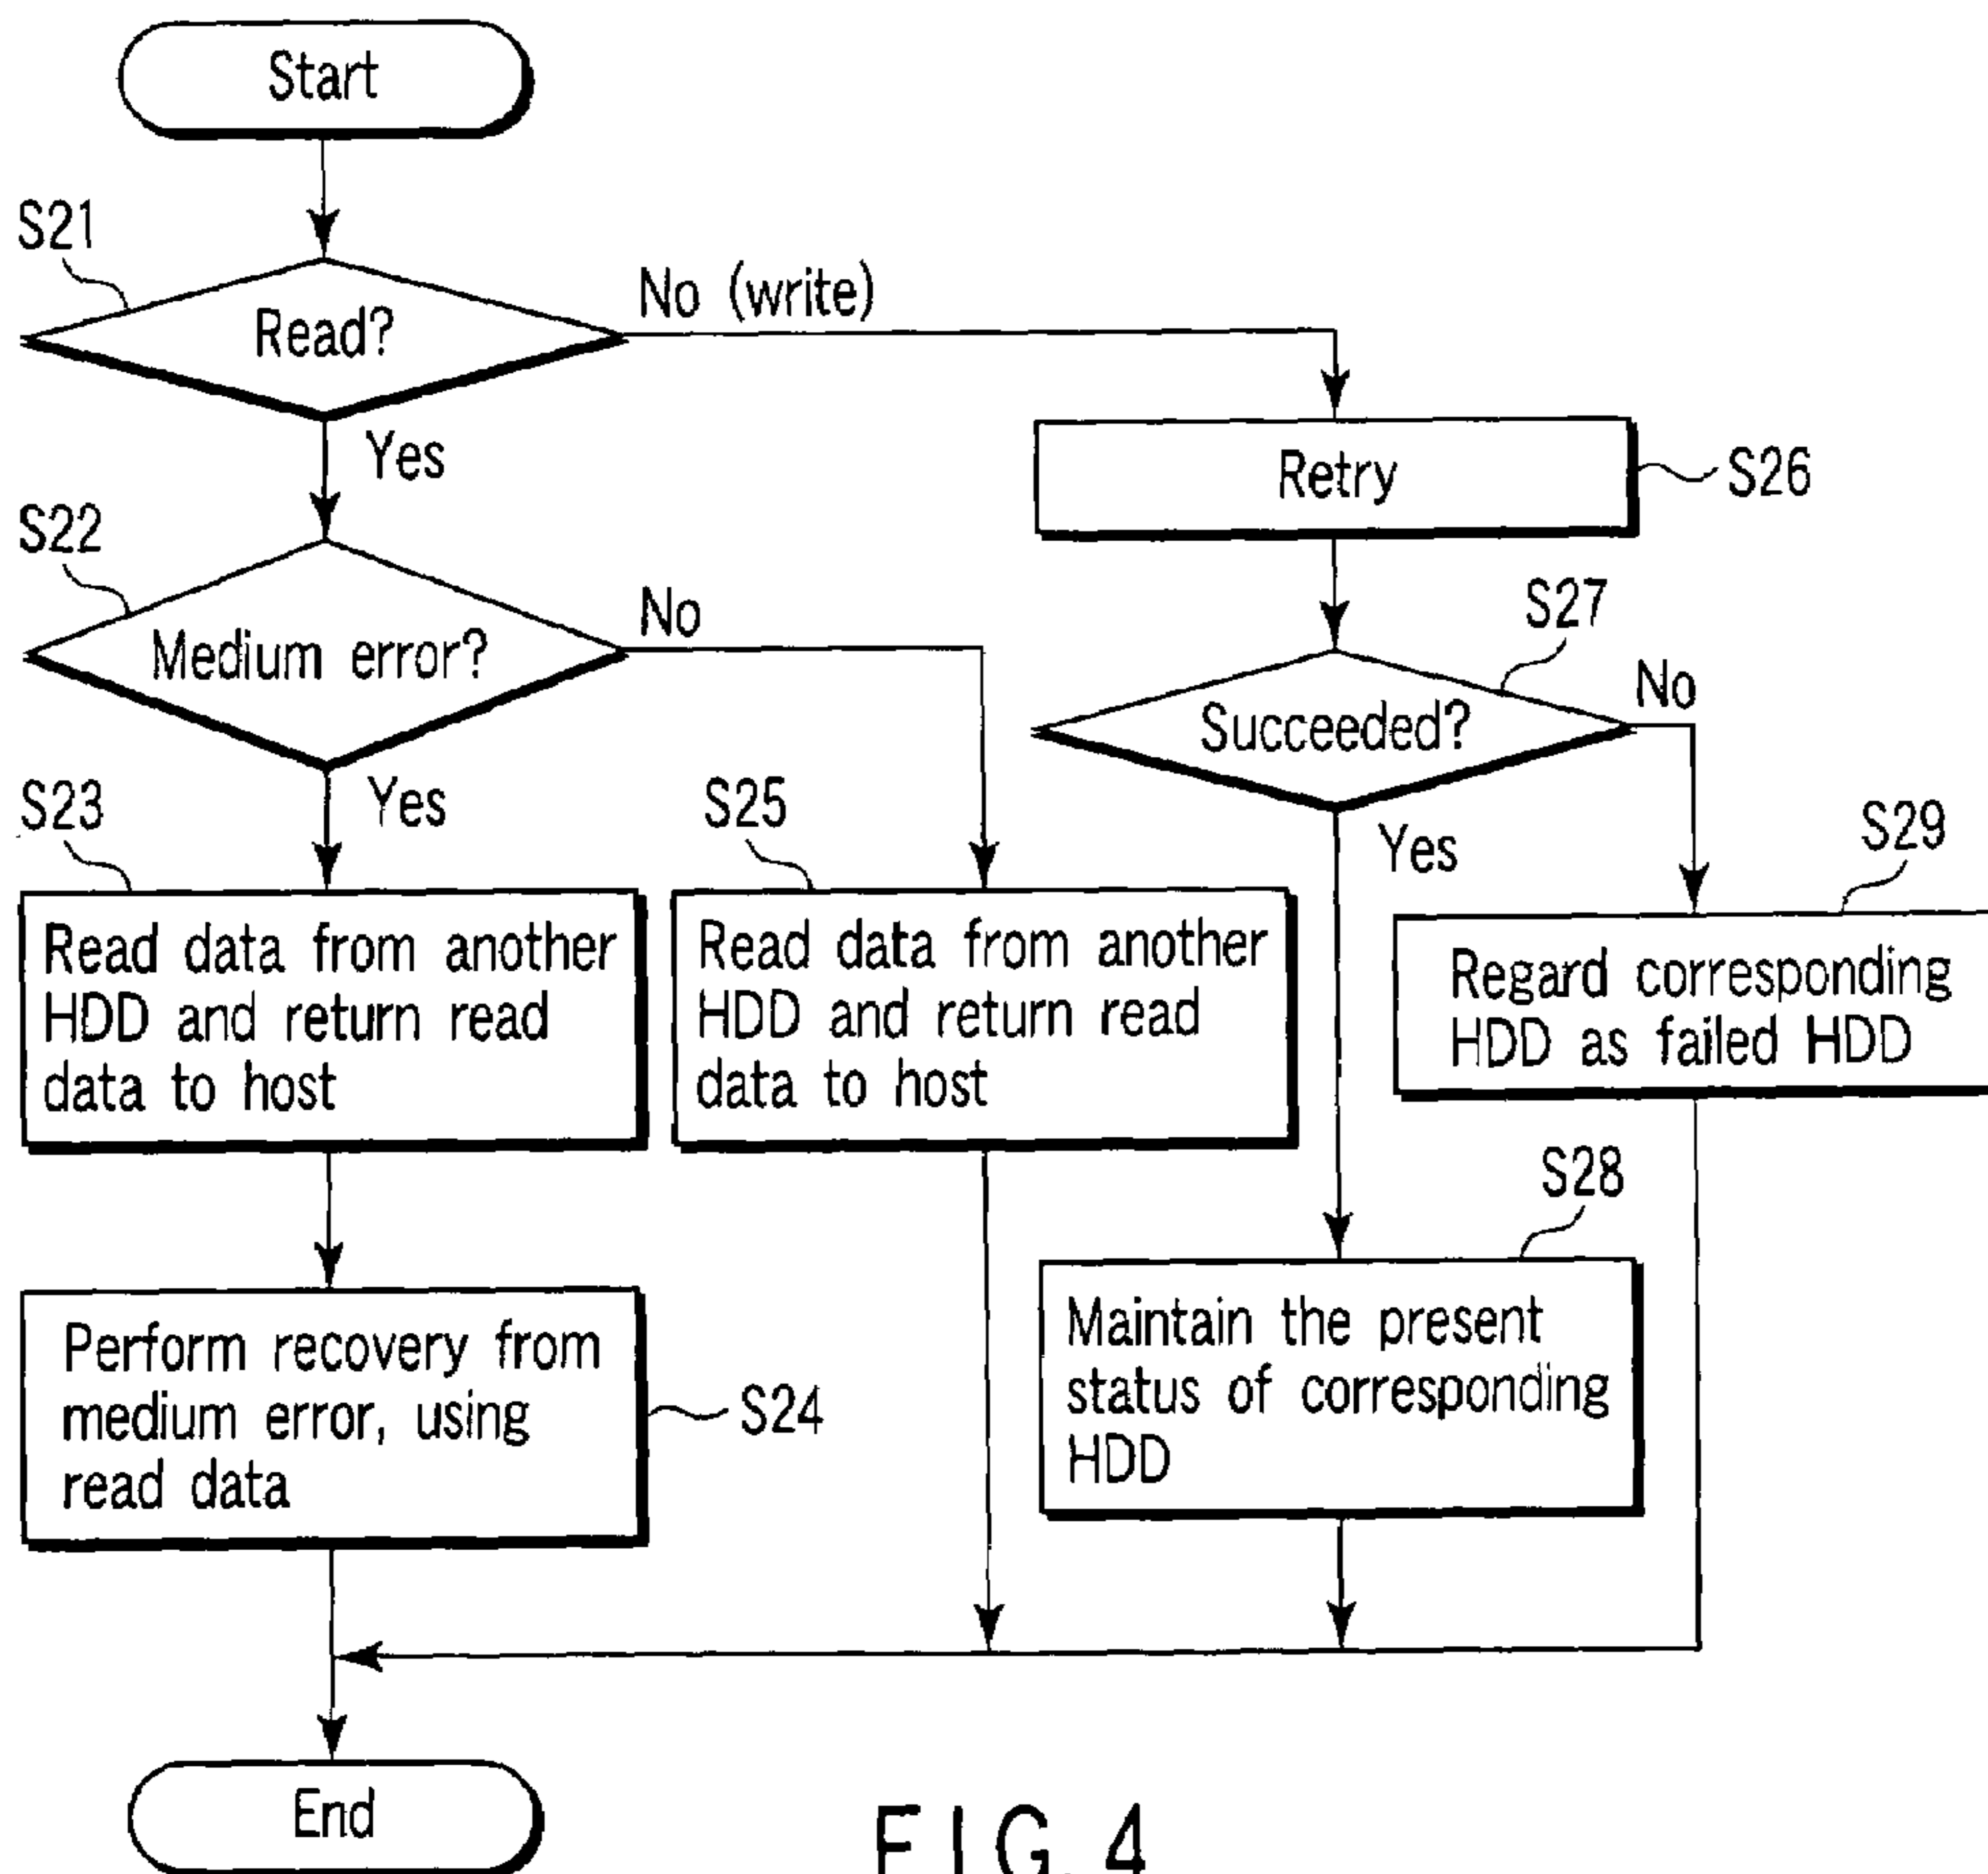 Start
S21
Read?
No (write)
Yes
Retry
S26
S22
Medium error?
No
S27
Succeeded?
No
Yes
S23
Yes
S25
S29
Read data from another
HDD and return read
data to host
Read data from another
HDD and return read
data to host
Regard corresponding
HDD as failed HDD
S28
Perform recovery from
medium error, using
read data
S24
Maintain the present
status of corresponding
HDD
End
FIG. 4